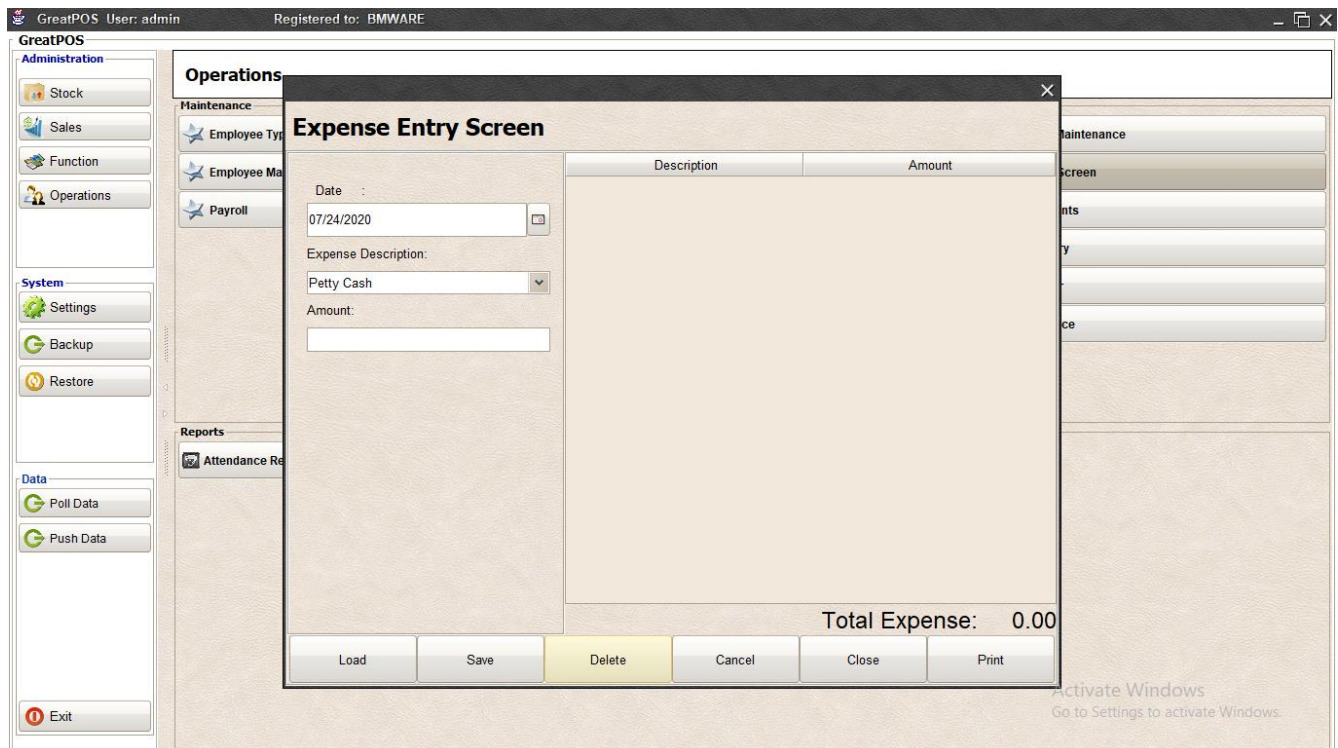 GreatPOS User: admin Registered to: BMWARE
GreatPOS
Administration
Stock
Sales
Function
Operations
System
Settings
Backup
Restore
Data
Poll Data
Push Data
Exit
Operations
Maintenance
Employee Typ
Employee Ma
Payroll
Reports
Attendance Re
Expense Entry Screen
Date :
07/24/2020
Expense Description:
Petty Cash
Amount:
Description Amount
Total Expense: 0.00
Load Save Delete Cancel Close Print
Maintenance
Screen
nts
ry
ce
Activate Windows
Go to Settings to activate Windows.